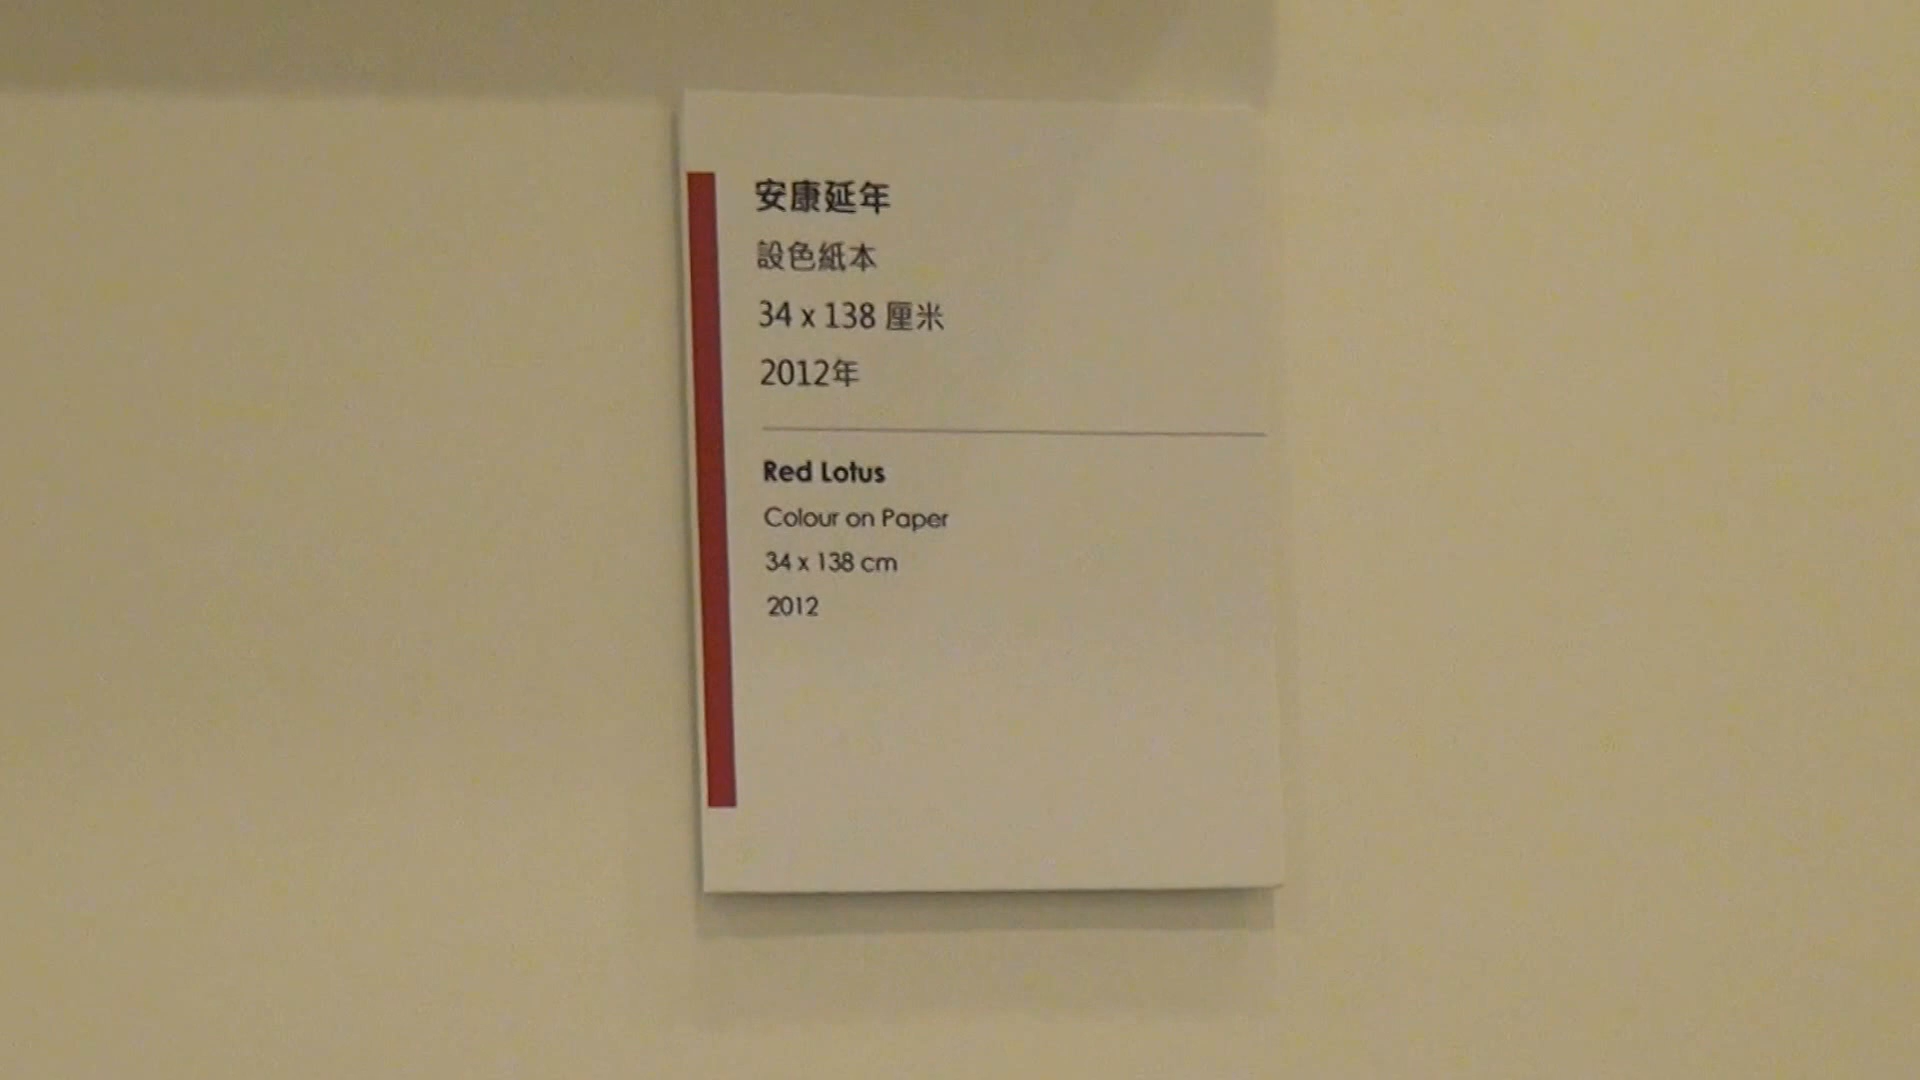 安康延年
設色紙本
34 x 138 厘米
2012年
Red Lotus
Colour on Paper
34 x 138 cm
2012